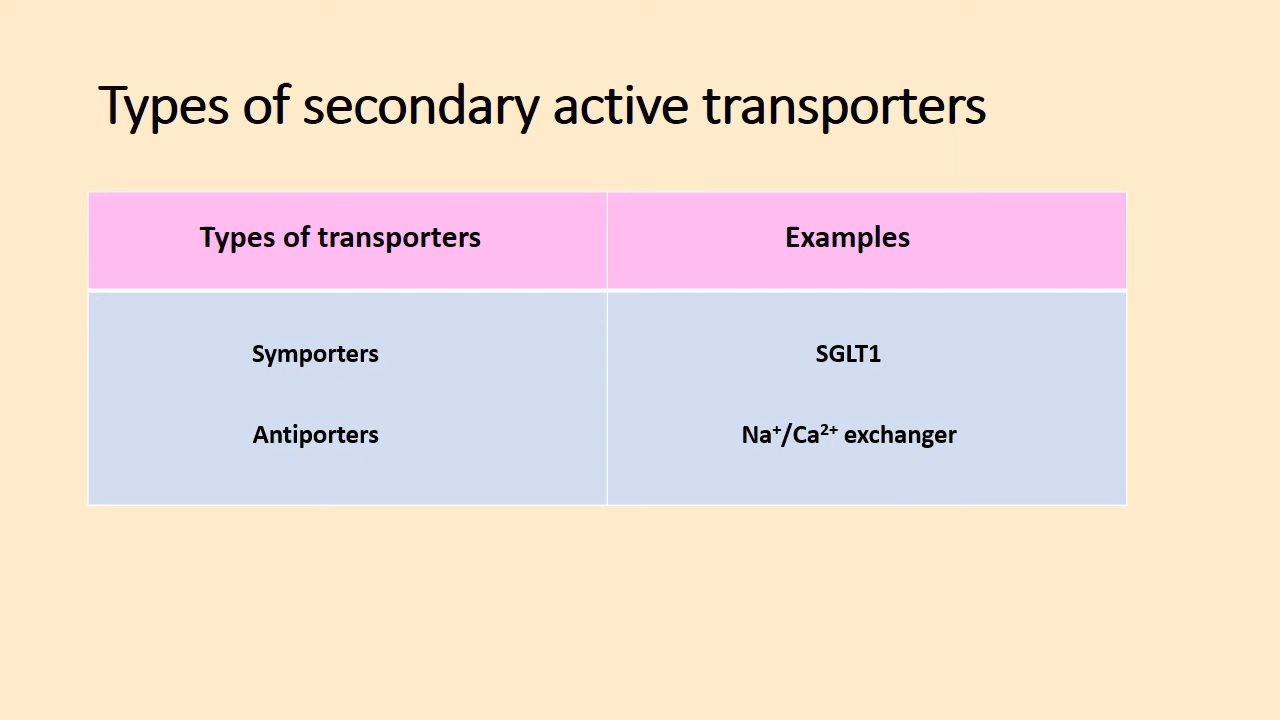 Types of secondary active transporters
Types of transporters Examples
Symporters SGLT1
Antiporters Na⁺/Ca²⁺ exchanger